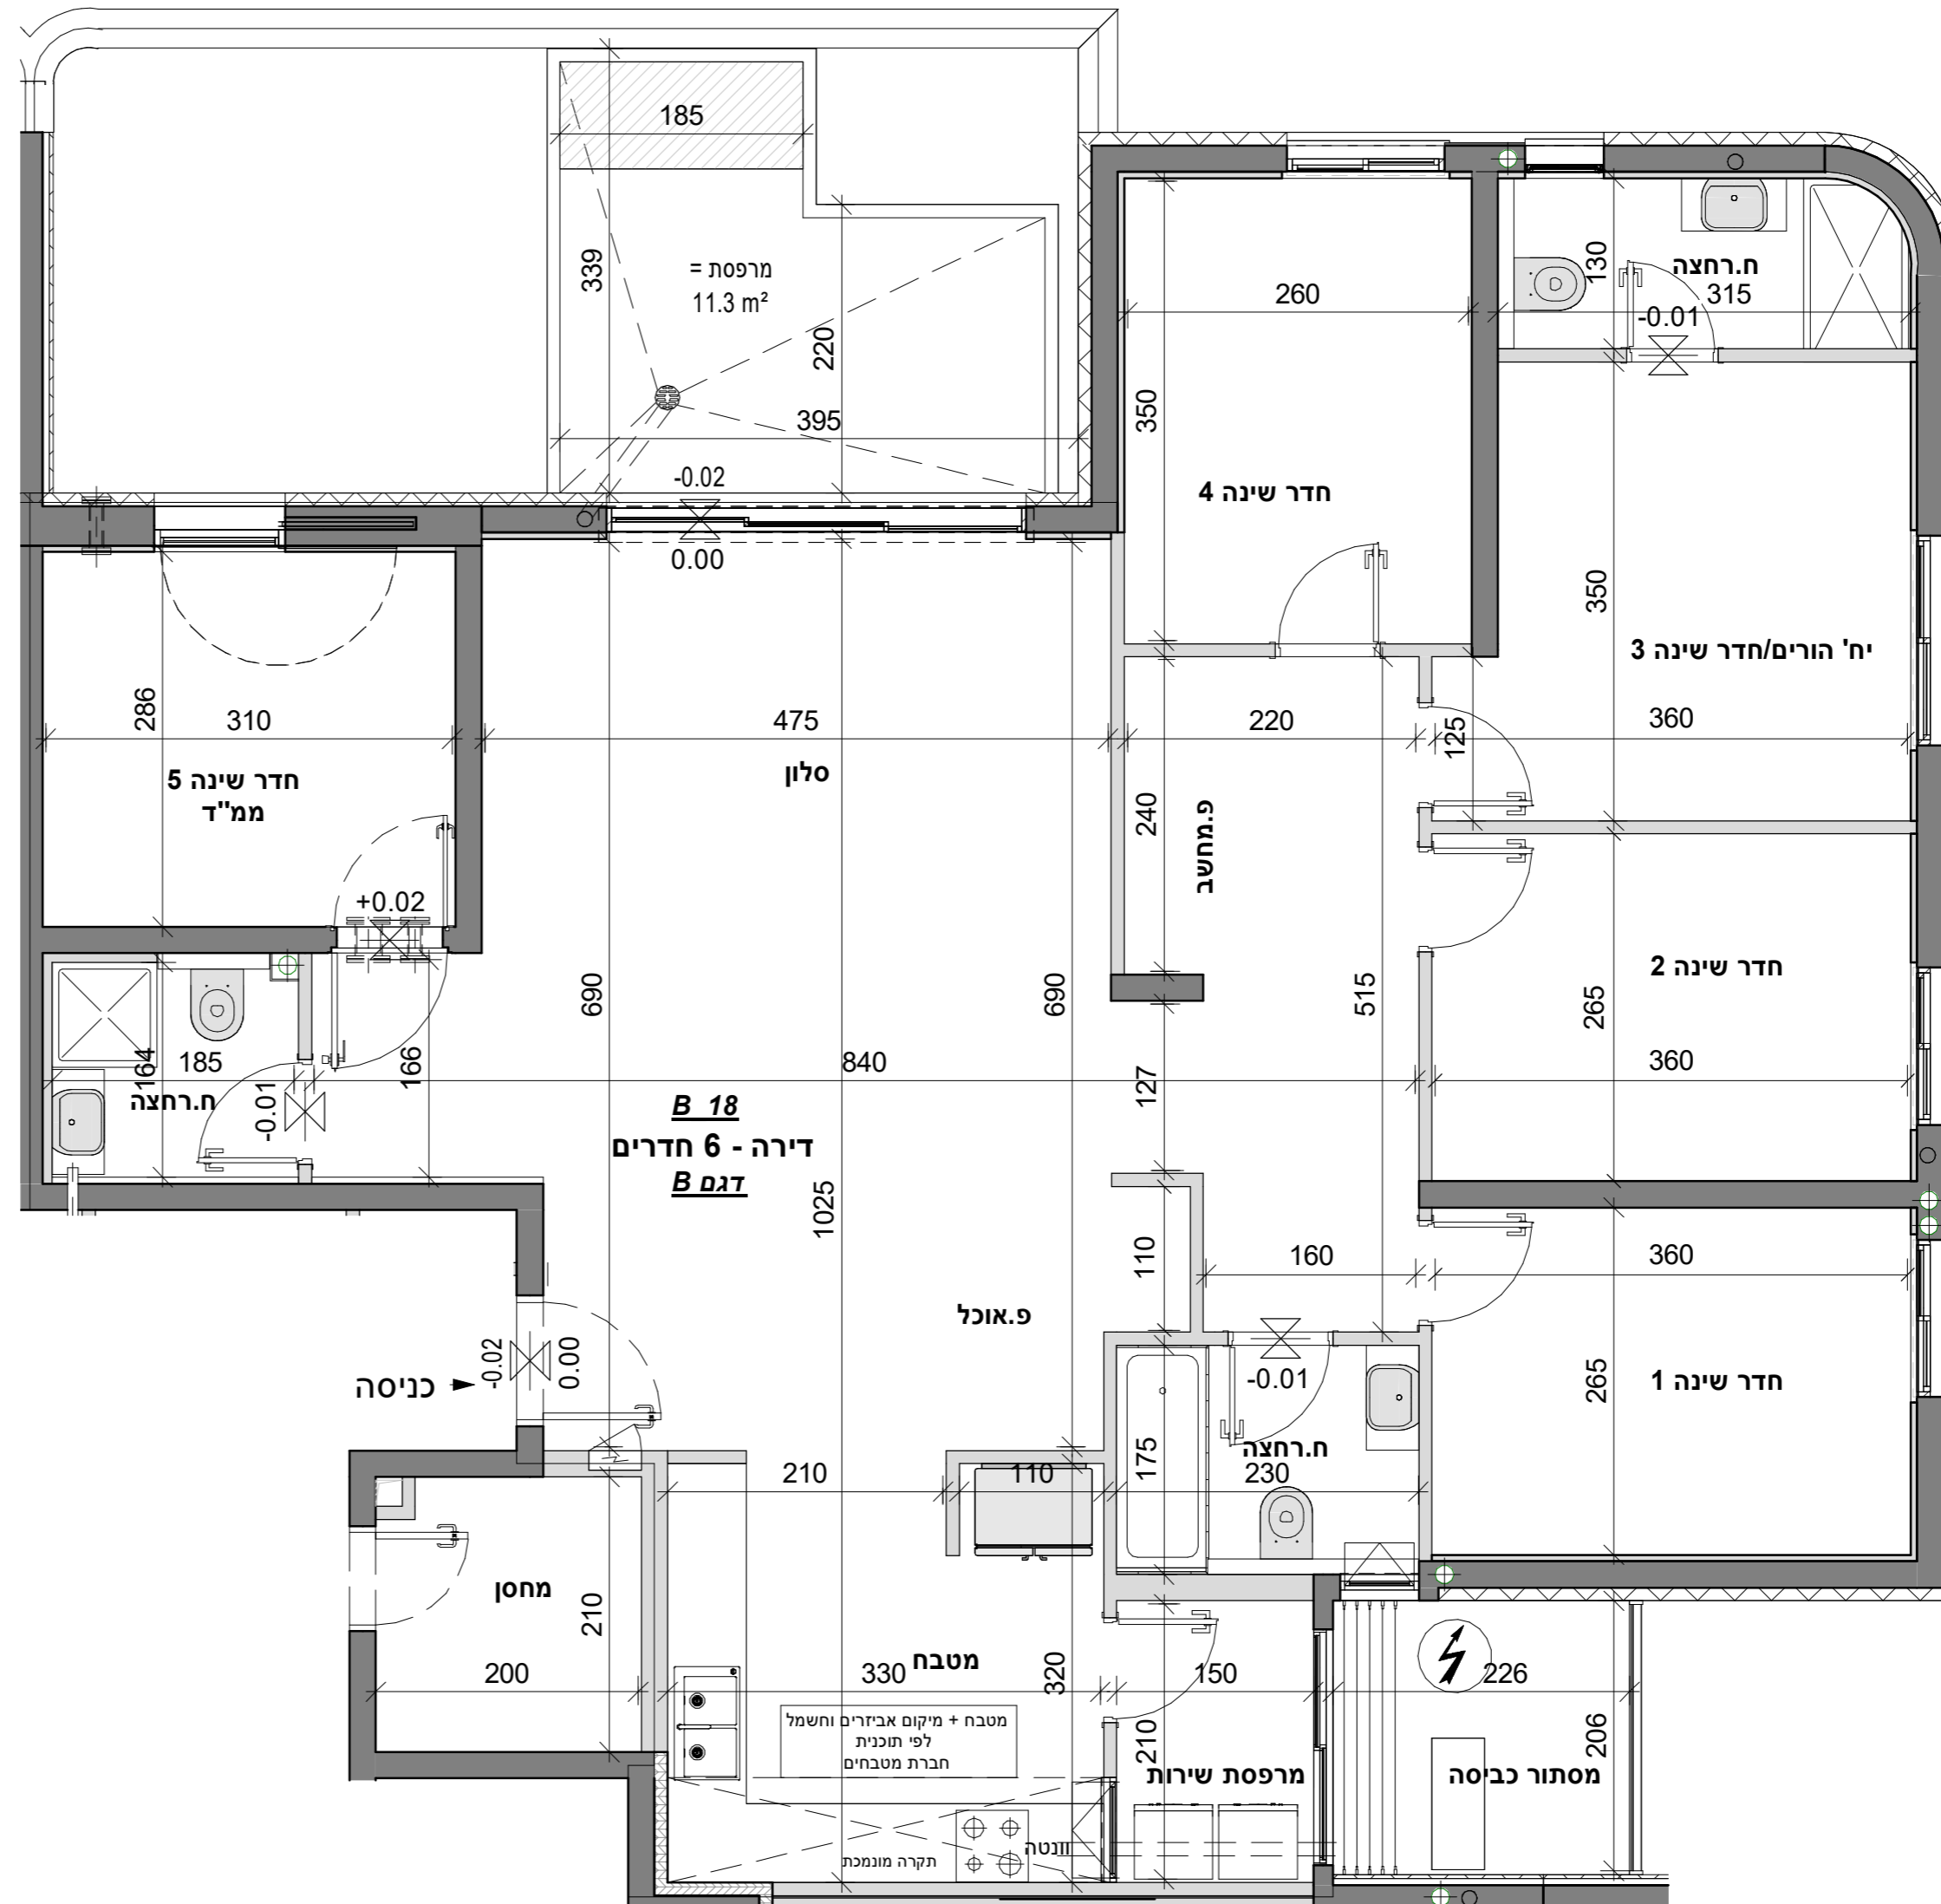 185
339
מרפסת =
11.3 m²
220
395
-0.02
0.00
260
350
חדר שינה 4
130
ח.רחצה
315
-0.01
350
יח' הורים/חדר שינה 3
360
125
286
310
חדר שינה 5
ממ"ד
+0.02
475
סלון
220
240
פ.מחשב
515
חדר שינה 2
265
360
690
690
164
185
ח.רחצה
-0.01
166
840
127
B 18
דירה - 6 חדרים
דגם B
1025
110
160
360
פ.אוכל
כניסה
-0.02
0.00
-0.01
ח.רחצה
175
230
265
חדר שינה 1
210
110
מחסן
210
200
330
מטבח
320
150
226
206
מטבח + מיקום אביזרים וחשמל
לפי תוכנית
חברת מטבחים
210
מרפסת שירות
מסתור כביסה
וונטה
תקרה מונמכת